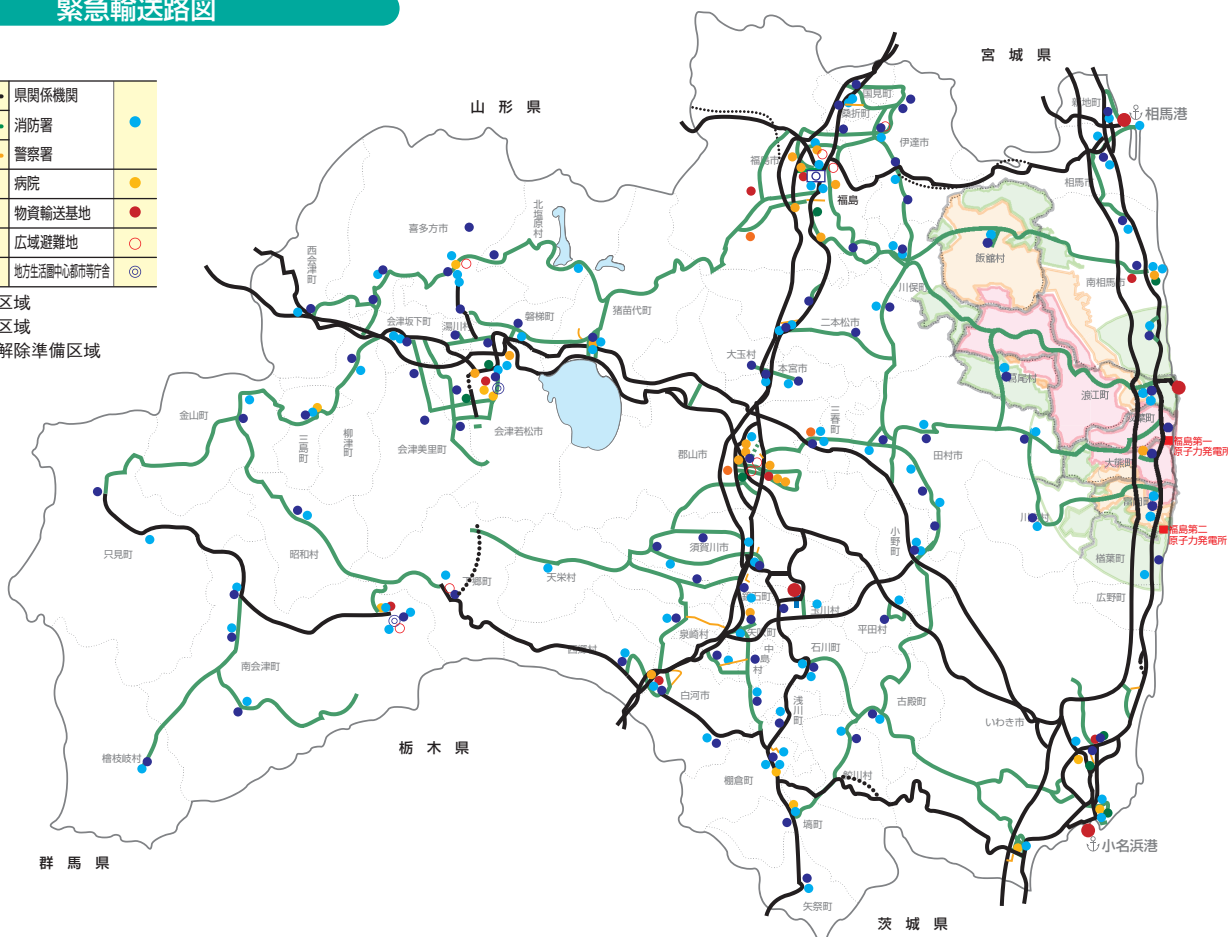 緊急輸送路図
県関係機関
消防署
警察署
病院
物資輸送基地
広域避難地
地方生活圏中心都市等庁舎
区域
区域
解除準備区域
宮城県
山形県
新地町
相馬港
国見町
桑折町
伊達市
福島市
福島
相馬市
北塩原村
喜多方市
西会津町
飯舘村
南相馬市
川俣町
猪苗代町
磐梯町
湯川村
会津坂下町
二本松市
大玉村
本宮市
葛尾村
浪江町
双葉町
金山町
三島町
柳津町
会津美里町
会津若松市
三春町
郡山市
田村市
福島第一
原子力発電所
大熊町
富岡町
川内村
福島第二
原子力発電所
只見町
昭和村
下郷町
天栄村
須賀川市
小野町
楢葉町
広野町
鏡石町
玉川村
平田村
泉崎村
矢吹町
中島村
石川町
西郷村
南会津町
白河市
浅川町
古殿町
いわき市
檜枝岐村
栃木県
棚倉町
鮫川村
塙町
小名浜港
群馬県
矢祭町
茨城県